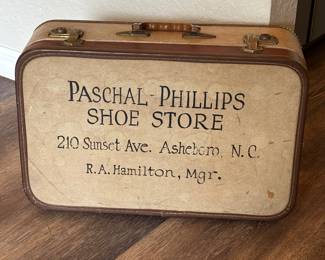 PASCHAL-PHILLIPS
SHOE STORE
210 Sunset Ave. Asheboro, N.C.
R.A. Hamilton, Mgr.